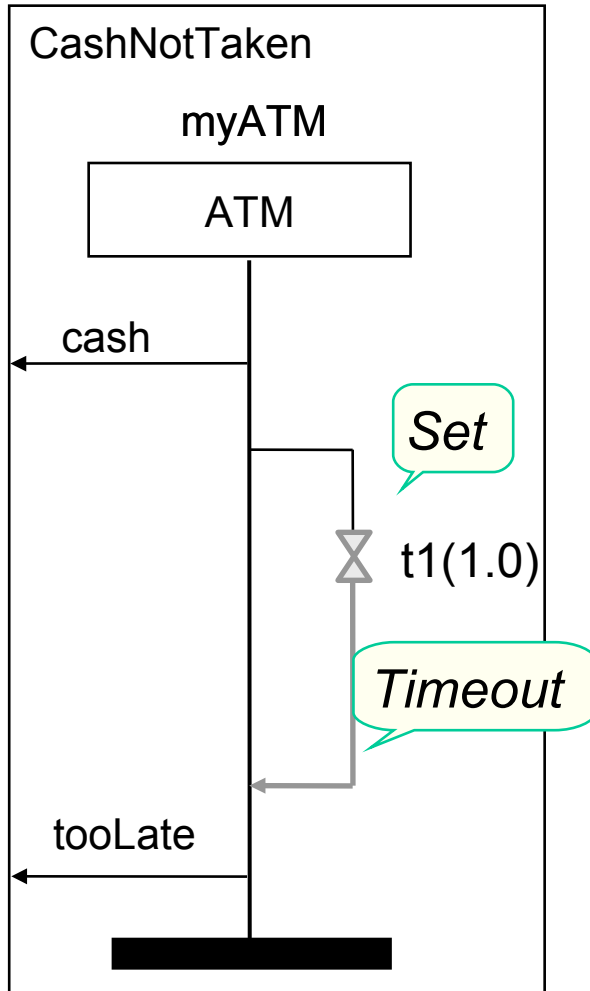 CashNotTaken
myATM
ATM
cash
Set
t1(1.0)
Timeout
tooLate